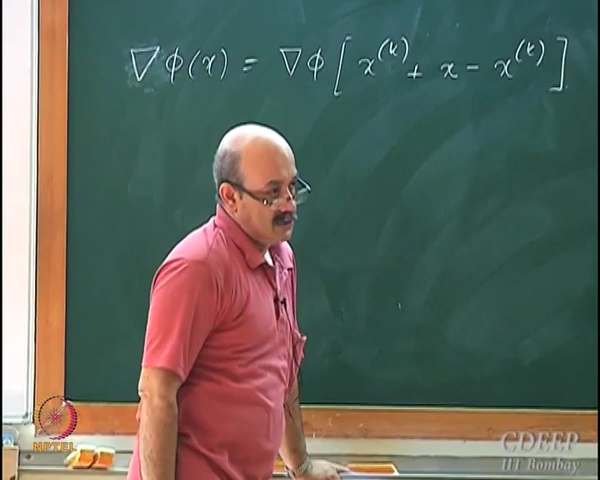 ∇φ(x) = ∇φ[x^(k) + x - x^(k)]
NPTEL
CDEEP
IIT Bombay